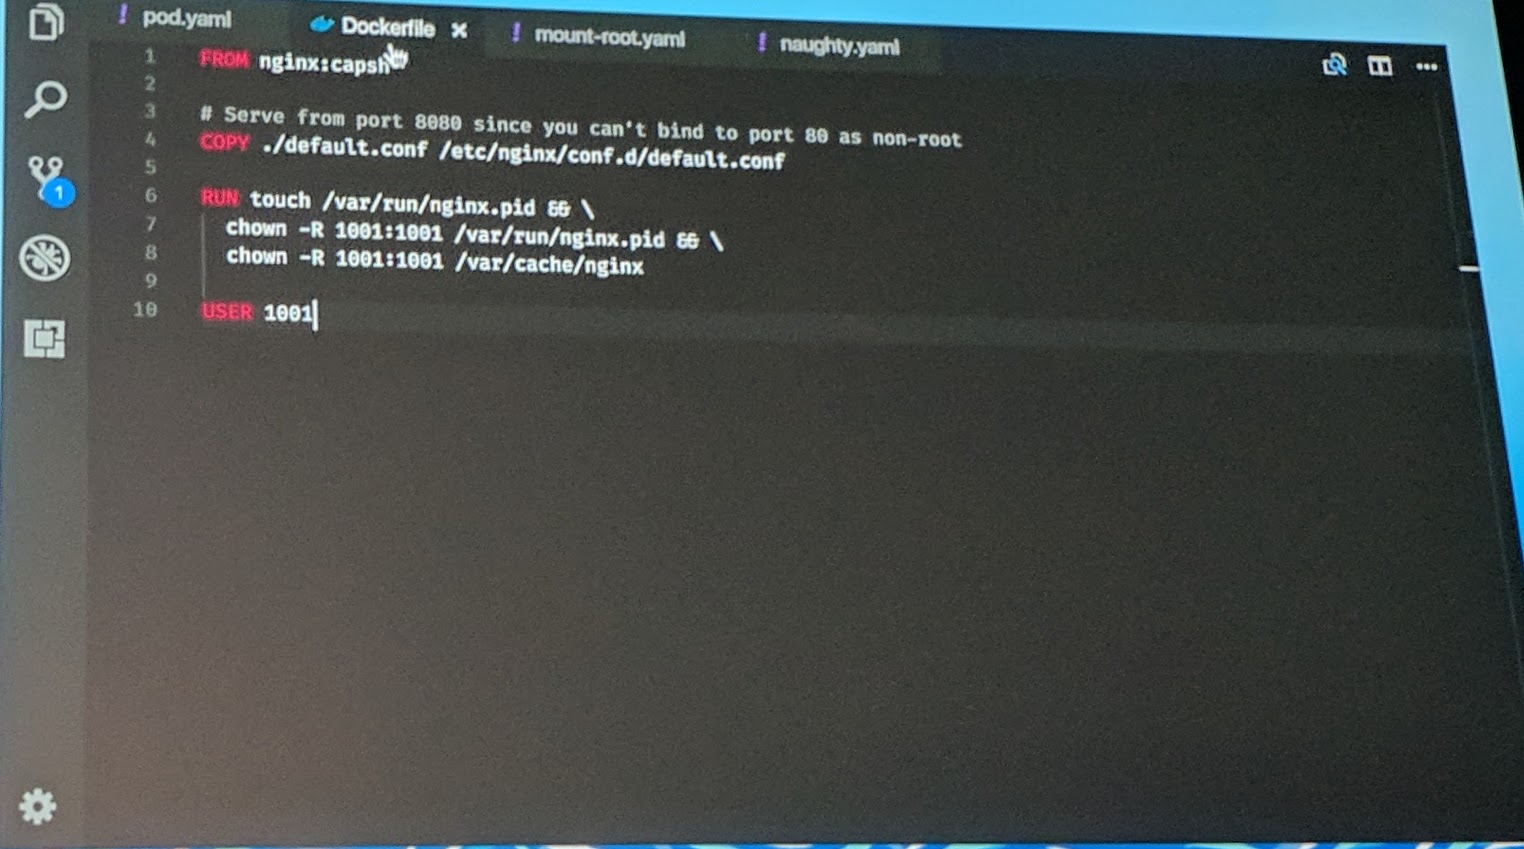 ! pod.yaml Dockerfile × ! mount-root.yaml ! naughty.yaml
1 FROM nginx:capsh
2
3 # Serve from port 8080 since you can't bind to port 80 as non-root
4 COPY ./default.conf /etc/nginx/conf.d/default.conf
5
6 RUN touch /var/run/nginx.pid && \
7 chown -R 1001:1001 /var/run/nginx.pid && \
8 chown -R 1001:1001 /var/cache/nginx
9
10 USER 1001
1